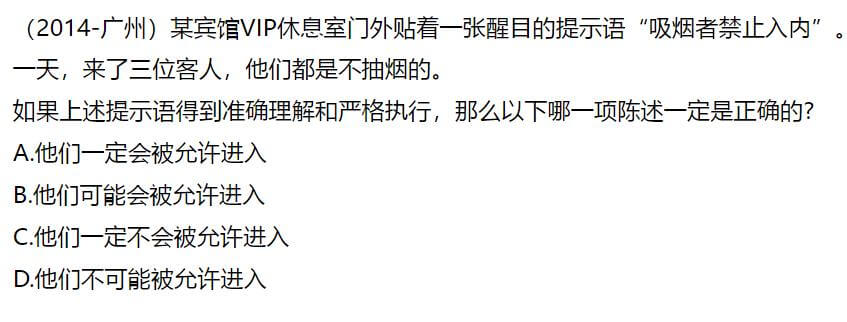 （2014-广州）某宾馆VIP休息室门外贴着一张醒目的提示语“吸烟者禁止入内”。
一天，来了三位客人，他们都是不抽烟的。
如果上述提示语得到准确理解和严格执行，那么以下哪一项陈述一定是正确的？
A.他们一定会被允许进入
B.他们可能会被允许进入
C.他们一定不会被允许进入
D.他们不可能被允许进入